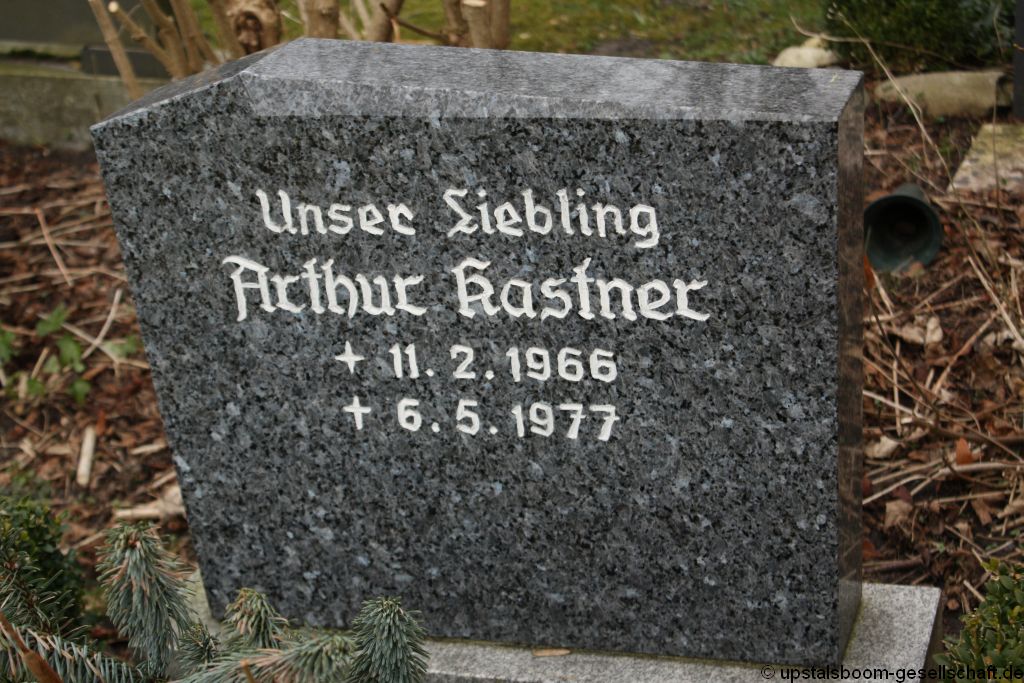 Unser Liebling
Arthur Kastner
✦ 11. 2. 1966
✝ 6. 5. 1977
© upstalsboom-gesellschaft.de